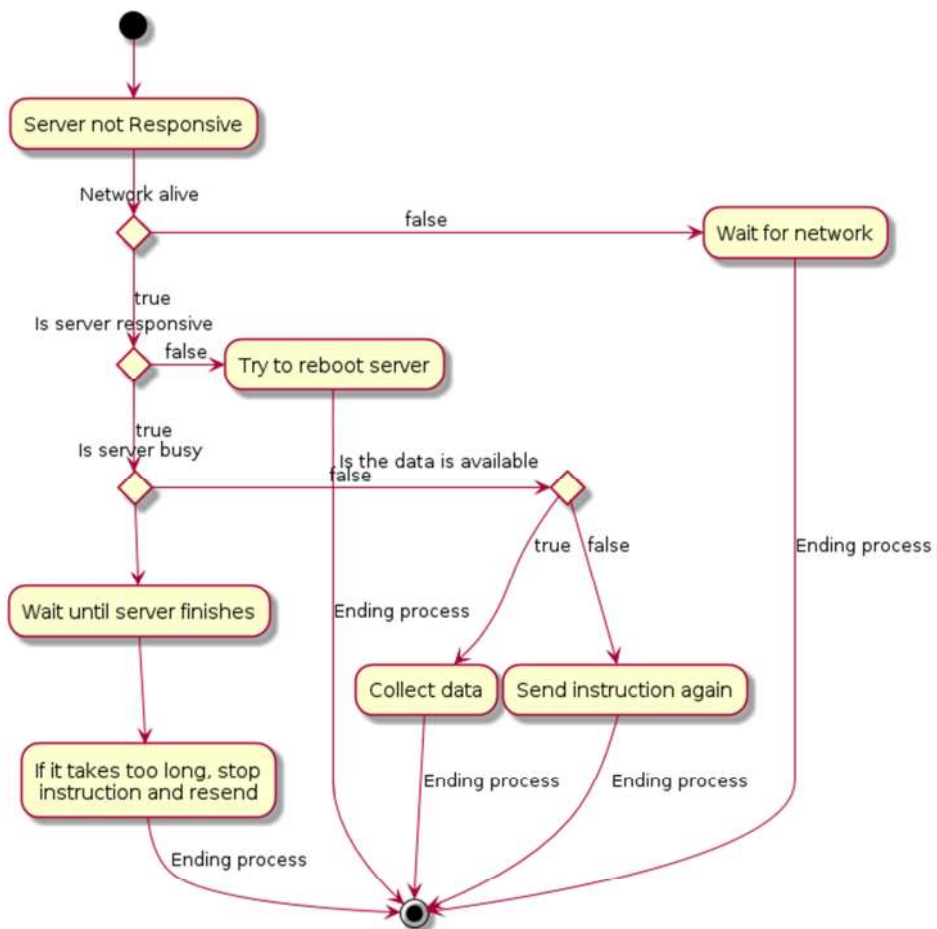 Server not Responsive
Network alive
false
Wait for network
true
Is server responsive
false
Try to reboot server
true
Is server busy
Is the data is available
false
true
false
Ending process
Wait until server finishes
Ending process
Collect data
Send instruction again
If it takes too long, stop
instruction and resend
Ending process
Ending process
Ending process